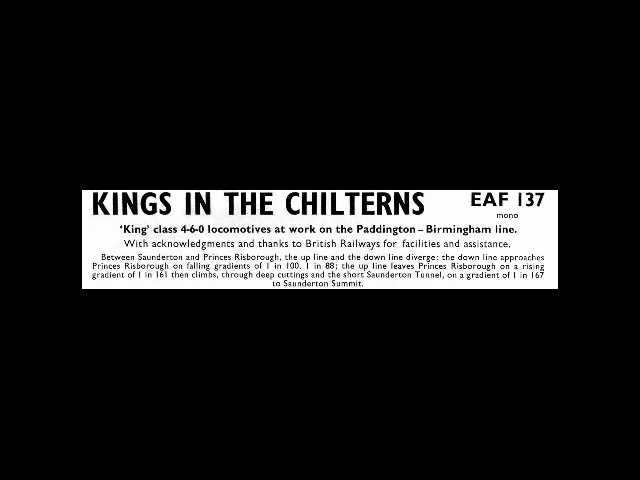 KINGS IN THE CHILTERNS EAF 137
mono
'King' class 4-6-0 locomotives at work on the Paddington – Birmingham line.
With acknowledgments and thanks to British Railways for facilities and assistance.
Between Saunderton and Princes Risborough, the up line and the down line diverge: the down line approaches
Princes Risborough on falling gradients of 1 in 100, 1 in 88; the up line leaves Princes Risborough on a rising
gradient of 1 in 161 then climbs, through deep cuttings and the short Saunderton Tunnel, on a gradient of 1 in 167
to Saunderton Summit.